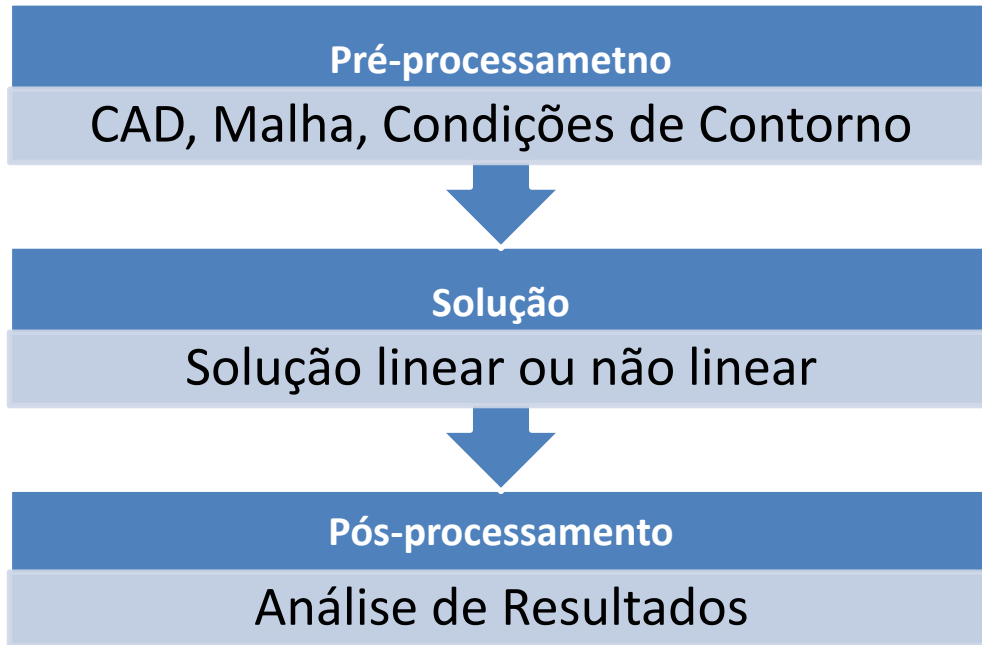 Pré-processametno
CAD, Malha, Condições de Contorno
Solução
Solução linear ou não linear
Pós-processamento
Análise de Resultados